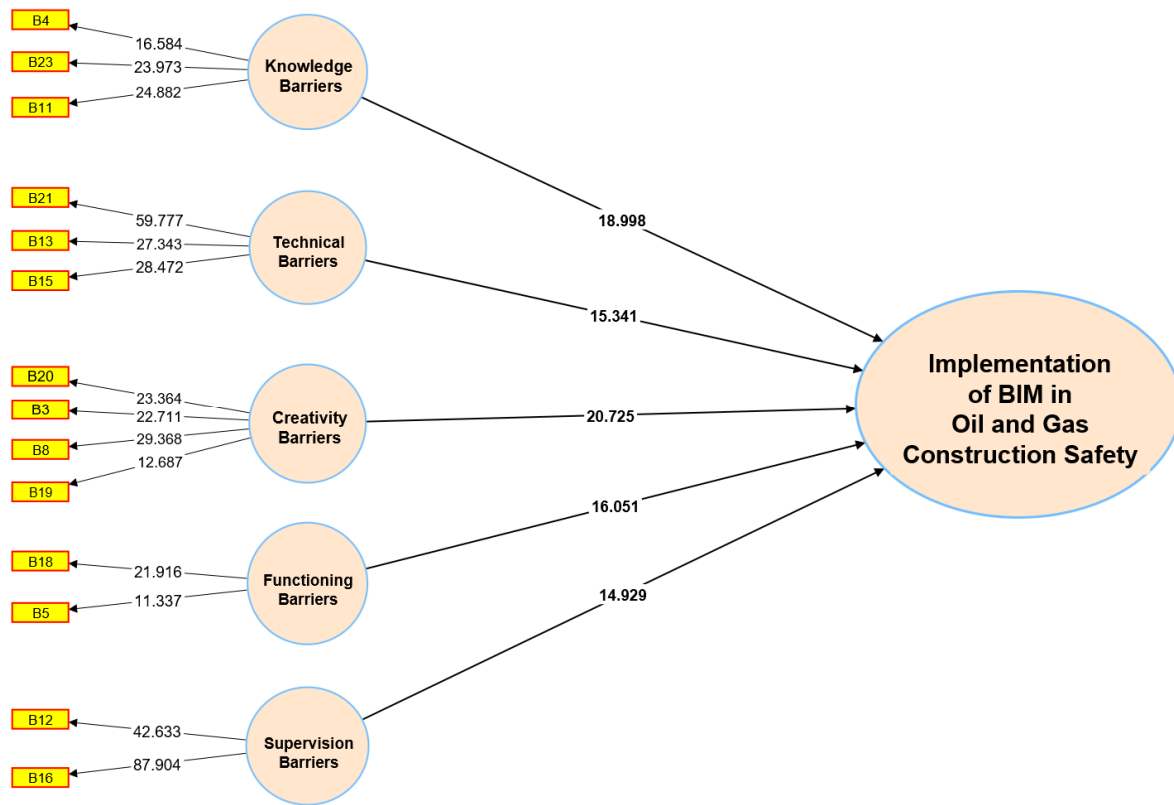 B4
16.584
B23
23.973
B11
24.882
Knowledge
Barriers
18.998
B21
59.777
B13
27.343
B15
28.472
Technical
Barriers
15.341
B20
23.364
B3
22.711
B8
29.368
B19
12.687
Creativity
Barriers
20.725
B18
21.916
B5
11.337
Functioning
Barriers
16.051
B12
42.633
B16
87.904
Supervision
Barriers
14.929
Implementation
of BIM in
Oil and Gas
Construction Safety